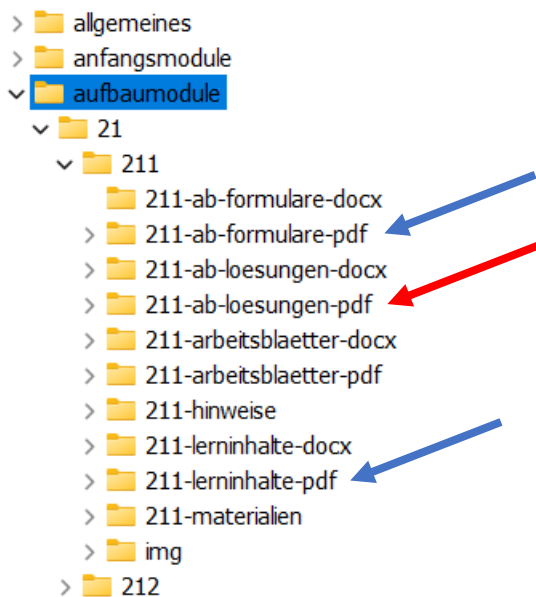 allgemeines
anfangsmodule
aufbaumodule
21
211
211-ab-formulare-docx
211-ab-formulare-pdf
211-ab-loesungen-docx
211-ab-loesungen-pdf
211-arbeitsblaetter-docx
211-arbeitsblaetter-pdf
211-hinweise
211-lerninhalte-docx
211-lerninhalte-pdf
211-materialien
img
212